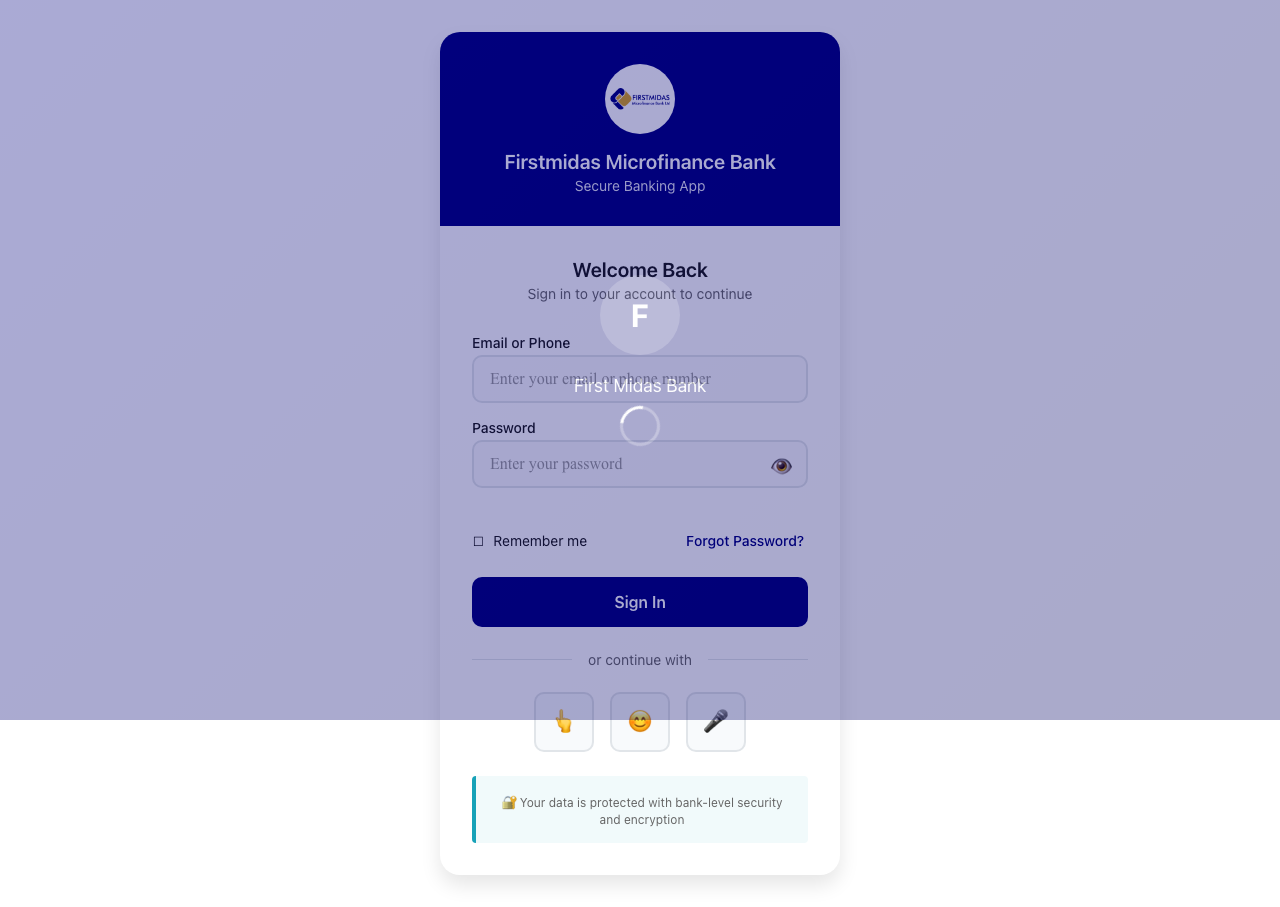 FIRSTMIDAS
Microfinance Bank Ltd
Firstmidas Microfinance Bank
Secure Banking App
Welcome Back
Sign in to your account to continue
F
Email or Phone
Enter your email or phone number
First Midas Bank
Password
Enter your password
Remember me
Forgot Password?
Sign In
or continue with
Your data is protected with bank-level security
and encryption